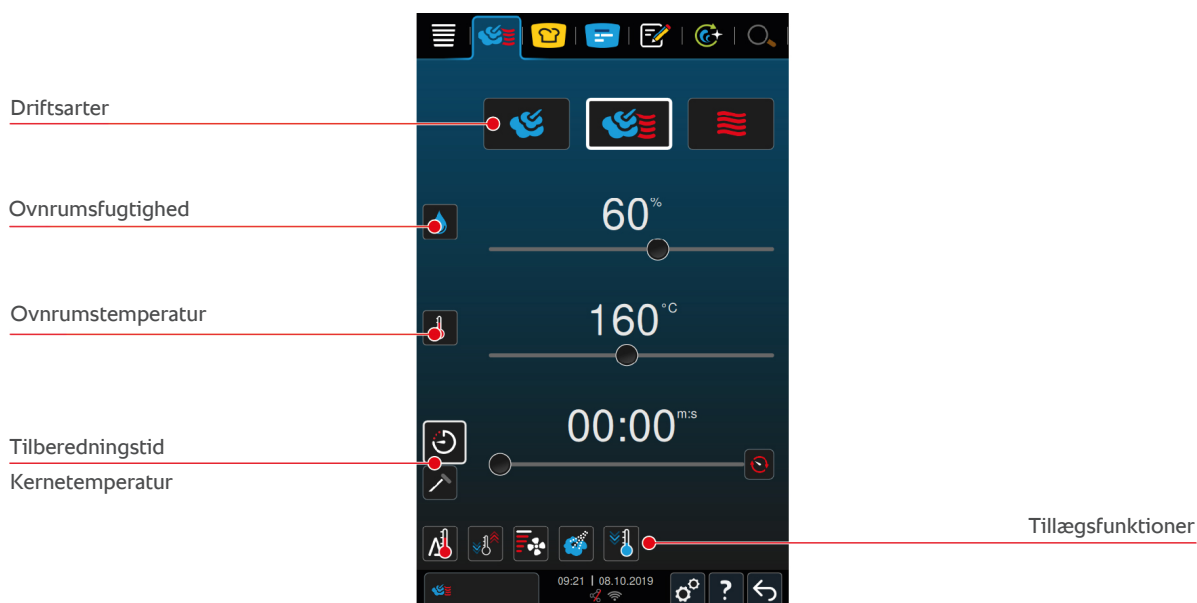 Driftsarter
Ovnrumsfugtighed
60%
Ovnrumstemperatur
160°C
00:00 m:s
Tilberedningstid
Kernetemperatur
Tillægsfunktioner
09:21 | 08.10.2019
?